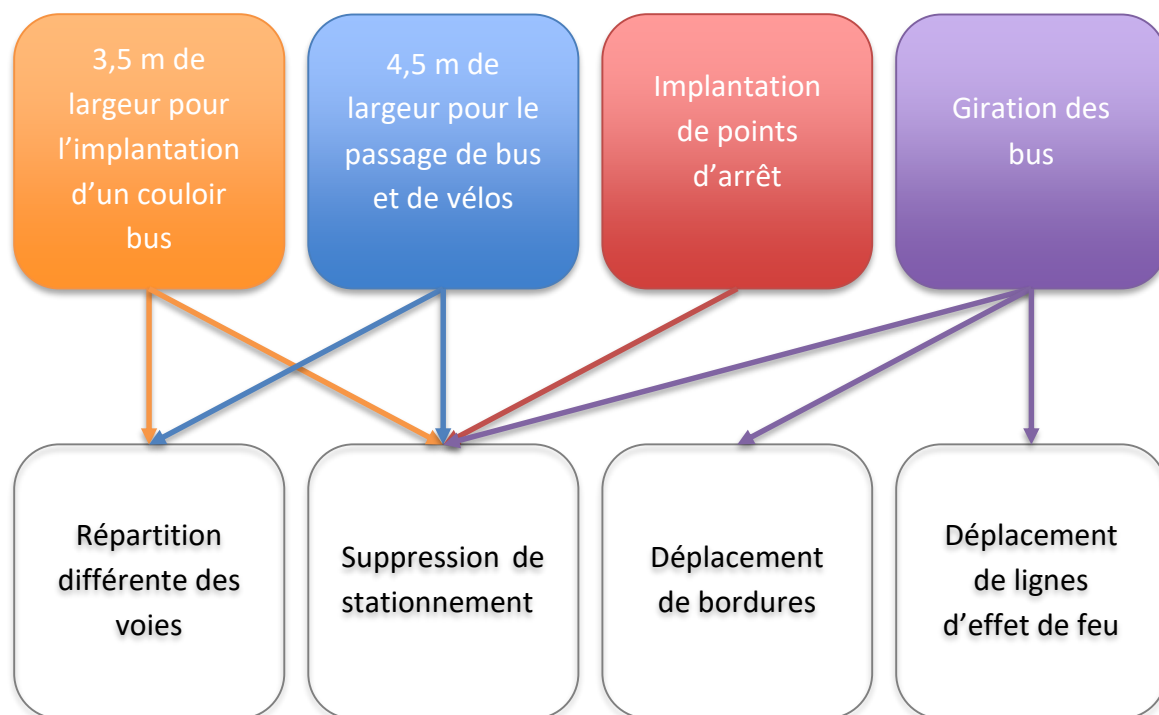 3,5 m de
largeur pour
l’implantation
d’un couloir
bus
4,5 m de
largeur pour le
passage de bus
et de vélos
Implantation
de points
d’arrêt
Giration des
bus
Répartition
différente des
voies
Suppression de
stationnement
Déplacement
de bordures
Déplacement
de lignes
d’effet de feu